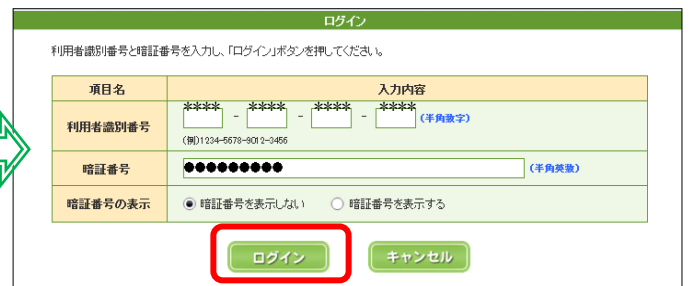 ログイン
利用者識別番号と暗証番号を入力し、「ログイン」ボタンを押してください。
項目名 入力内容
利用者識別番号 **** - **** - **** - **** (半角数字)
(例)1234-5678-9012-3456
暗証番号 ●●●●●●●●● (半角英数)
暗証番号の表示 暗証番号を表示しない 暗証番号を表示する
ログイン キャンセル